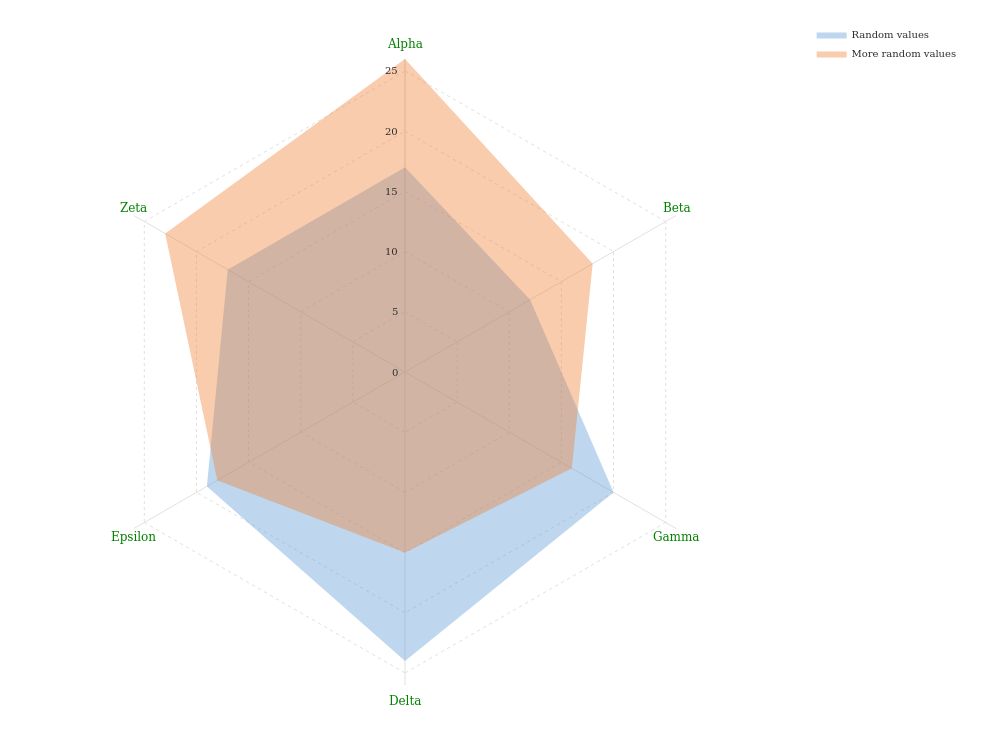 Random values
More random values
Alpha
25
20
15
10
5
0
Zeta
Beta
Epsilon
Gamma
Delta